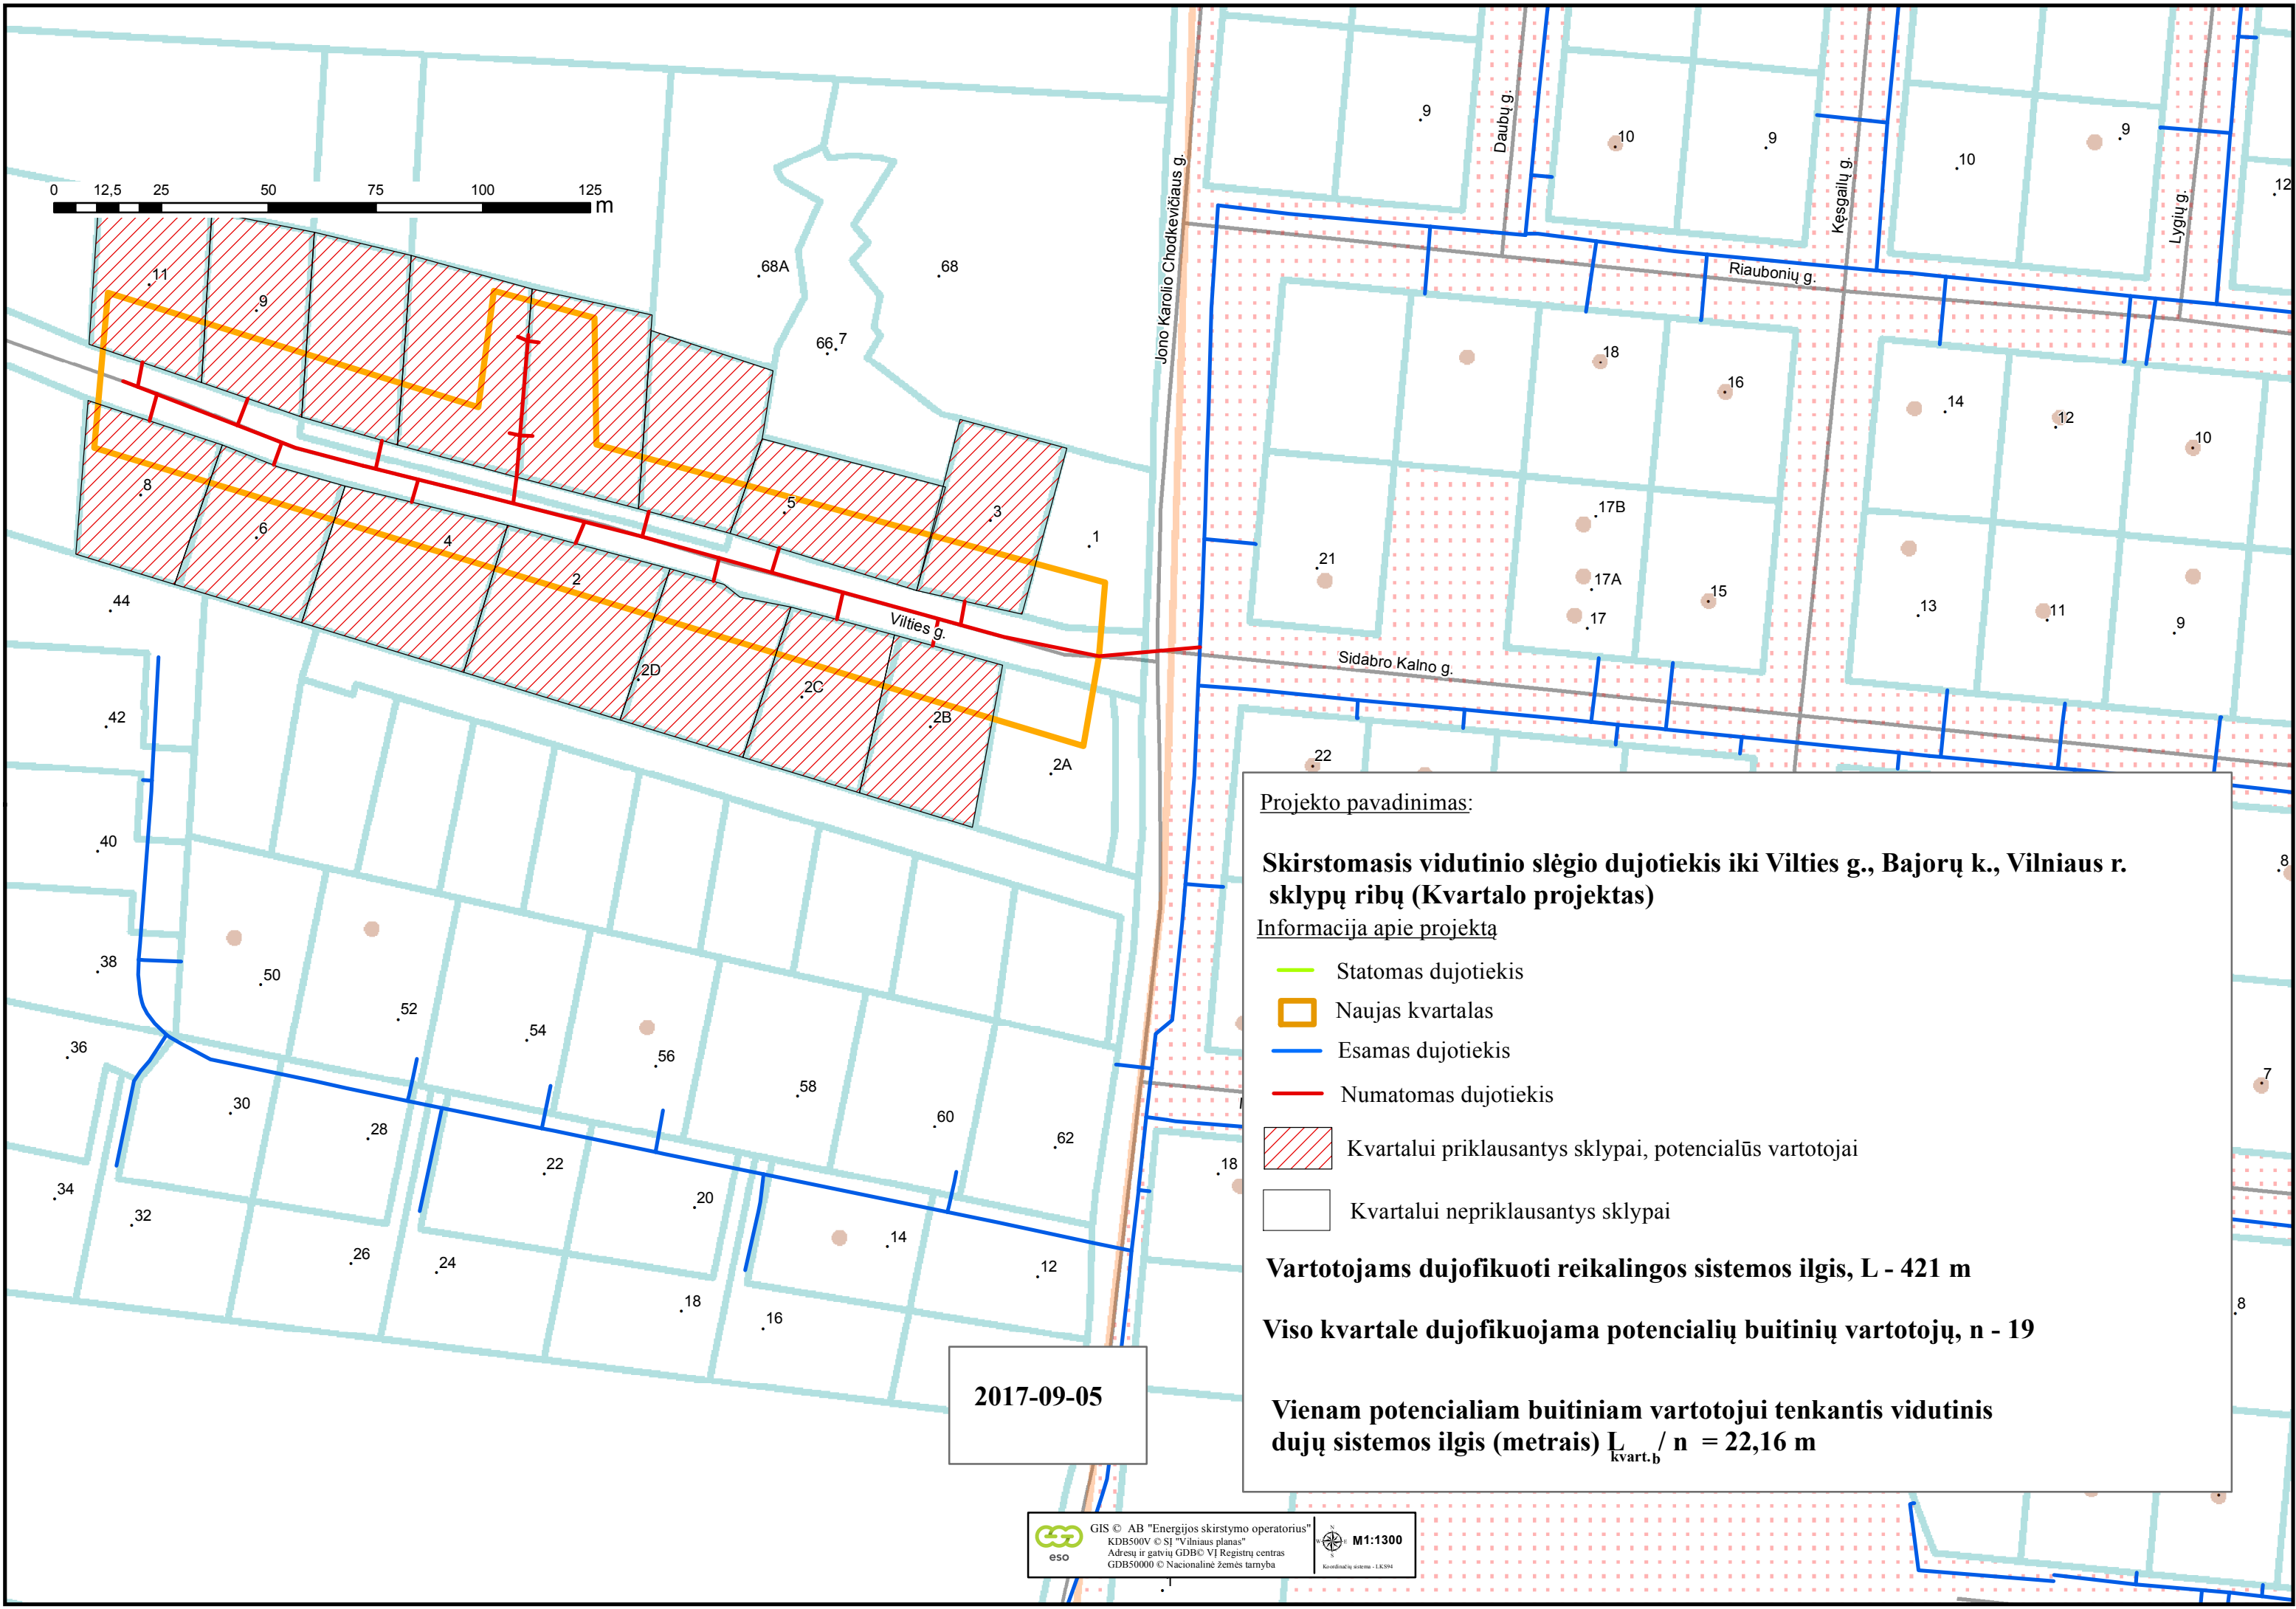 0 12,5 25 50 75 100 125 m
Jono Karolio Chodkevičiaus g.
Daubų g.
Kęsgailų g.
Lygių g.
Riaubonių g.
Sidabro Kalno g.
Vilties g.
9
10
9
10
9
12
11
9
68A
68
66
7
18
16
14
12
10
8
6
4
2
5
3
1
2D
2C
2B
2A
17B
17A
17
21
15
13
11
9
22
44
42
40
38
36
34
32
50
52
54
56
58
60
62
30
28
26
24
22
20
18
16
14
12
18
8
7
8
Projekto pavadinimas:
Skirstomasis vidutinio slėgio dujotiekis iki Vilties g., Bajorų k., Vilniaus r.
sklypų ribų (Kvartalo projektas)
Informacija apie projektą
Statomas dujotiekis
Naujas kvartalas
Esamas dujotiekis
Numatomas dujotiekis
Kvartalui priklausantys sklypai, potencialūs vartotojai
Kvartalui nepriklausantys sklypai
Vartotojams dujofikuoti reikalingos sistemos ilgis, L - 421 m
Viso kvartale dujofikuojama potencialių buitinių vartotojų, n - 19
Vienam potencialiam buitiniam vartotojui tenkantis vidutinis
dujų sistemos ilgis (metrais) L kvart.b / n = 22,16 m
2017-09-05
eso
GIS © AB "Energijos skirstymo operatorius"
KDB500V © SĮ "Vilniaus planas"
Adresų ir gatvių GDB© VĮ Registrų centras
GDB50000 © Nacionalinė žemės tarnyba
N
W E
S
M1:1300
Koordinačių sistema - LKS94